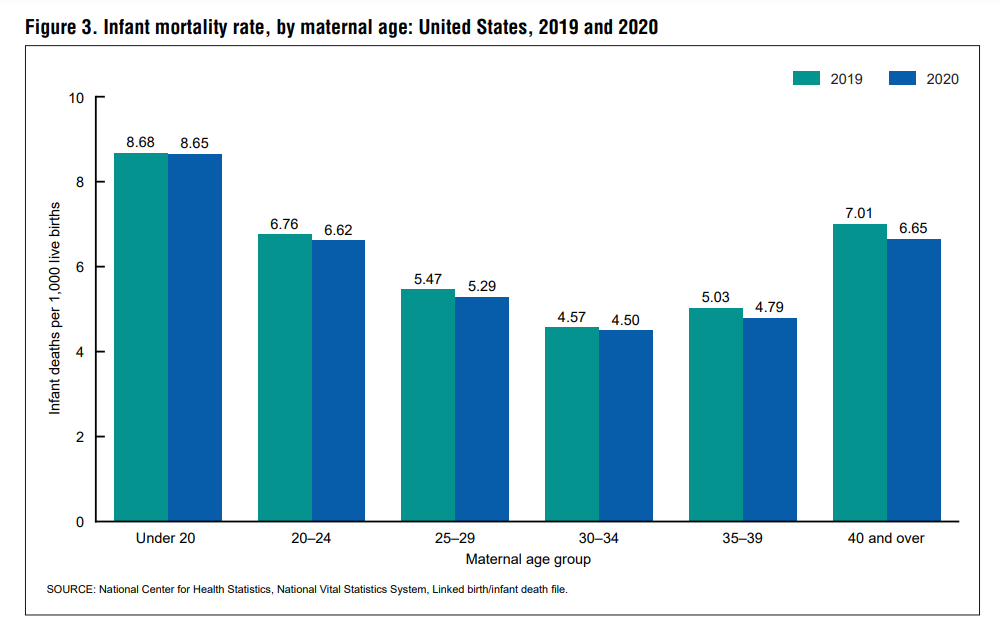 Figure 3. Infant mortality rate, by maternal age: United States, 2019 and 2020
2019 2020
Infant deaths per 1,000 live births
10
8
6
4
2
0
8.68 8.65
6.76 6.62
5.47 5.29
4.57 4.50
5.03 4.79
7.01 6.65
Under 20 20–24 25–29 30–34 35–39 40 and over
Maternal age group
SOURCE: National Center for Health Statistics, National Vital Statistics System, Linked birth/infant death file.